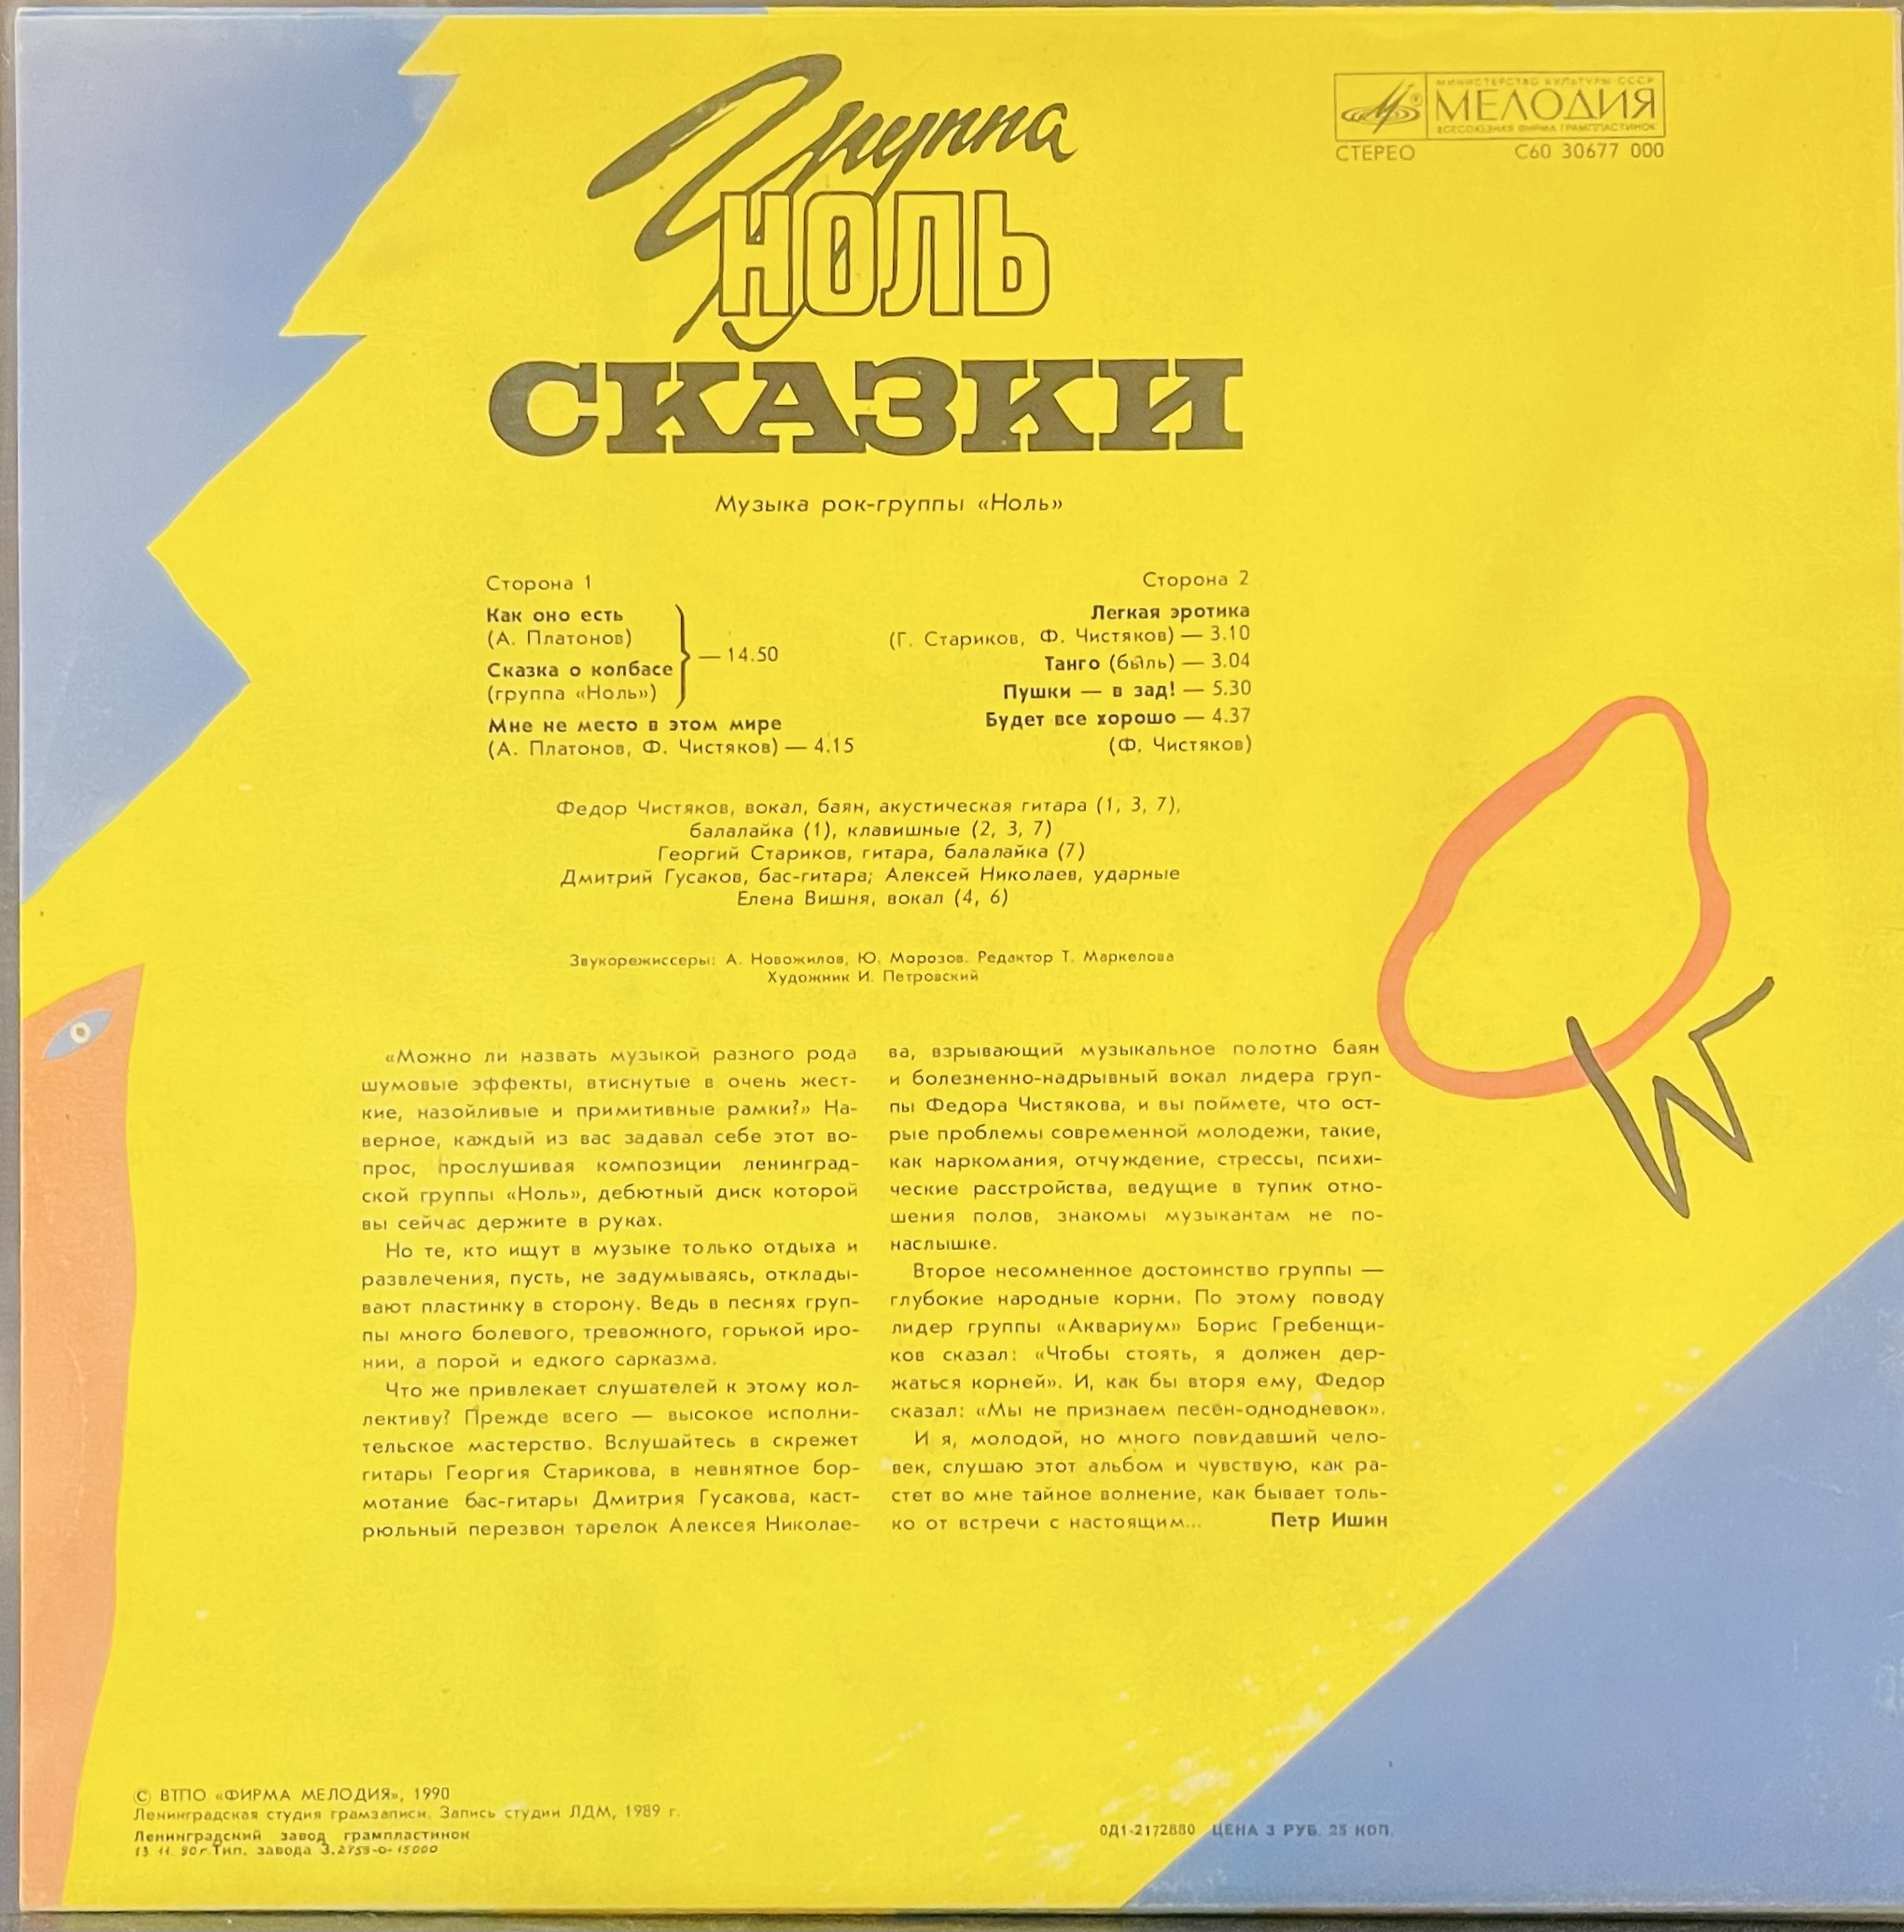 Группа
НОЛЬ
СКАЗКИ
МИНИСТЕРСТВО КУЛЬТУРЫ СССР
МЕЛОДИЯ
ВСЕСОЮЗНАЯ ФИРМА ГРАМПЛАСТИНОК
СТЕРЕО С60 30677 000
Музыка рок-группы «Ноль»
Сторона 1
Как оно есть
(А. Платонов)
Сказка о колбасе
(группа «Ноль»)
— 14.50
Мне не место в этом мире
(А. Платонов, Ф. Чистяков) — 4.15
Сторона 2
Легкая эротика
(Г. Стариков, Ф. Чистяков) — 3.10
Танго (быль) — 3.04
Пушки — в зад! — 5.30
Будет все хорошо — 4.37
(Ф. Чистяков)
Федор Чистяков, вокал, баян, акустическая гитара (1, 3, 7),
балалайка (1), клавишные (2, 3, 7)
Георгий Стариков, гитара, балалайка (7)
Дмитрий Гусаков, бас-гитара; Алексей Николаев, ударные
Елена Вишня, вокал (4, 6)
Звукорежиссеры: А. Новожилов, Ю. Морозов. Редактор Т. Маркелова
Художник И. Петровский
«Можно ли назвать музыкой разного рода
шумовые эффекты, втиснутые в очень жест-
кие, назойливые и примитивные рамки?» На-
верное, каждый из вас задавал себе этот во-
прос, прослушивая композиции ленинград-
ской группы «Ноль», дебютный диск которой
вы сейчас держите в руках.
Но те, кто ищут в музыке только отдыха и
развлечения, пусть, не задумываясь, отклады-
вают пластинку в сторону. Ведь в песнях груп-
пы много болевого, тревожного, горькой иро-
нии, а порой и едкого сарказма.
Что же привлекает слушателей к этому кол-
лективу? Прежде всего — высокое исполни-
тельское мастерство. Вслушайтесь в скрежет
гитары Георгия Старикова, в невнятное бор-
мотание бас-гитары Дмитрия Гусакова, каст-
рюльный перезвон тарелок Алексея Николае-
ва, взрывающий музыкальное полотно баян
и болезненно-надрывный вокал лидера груп-
пы Федора Чистякова, и вы поймете, что ост-
рые проблемы современной молодежи, такие,
как наркомания, отчуждение, стрессы, психи-
ческие расстройства, ведущие в тупик отно-
шения полов, знакомы музыкантам не по-
наслышке.
Второе несомненное достоинство группы —
глубокие народные корни. По этому поводу
лидер группы «Аквариум» Борис Гребенщи-
ков сказал: «Чтобы стоять, я должен дер-
жаться корней». И, как бы вторя ему, Федор
сказал: «Мы не признаем песен-однодневок».
И я, молодой, но много повидавший чело-
век, слушаю этот альбом и чувствую, как ра-
стет во мне тайное волнение, как бывает толь-
ко от встречи с настоящим... Петр Ишин
© ВТПО «ФИРМА МЕЛОДИЯ», 1990
Ленинградская студия грамзаписи. Запись студии ЛДМ, 1989 г.
Ленинградский завод грампластинок
13 11 90г. Тип. завода З. 2759-0-15000
ОД1-2172880 ЦЕНА 3 РУБ. 25 КОП.